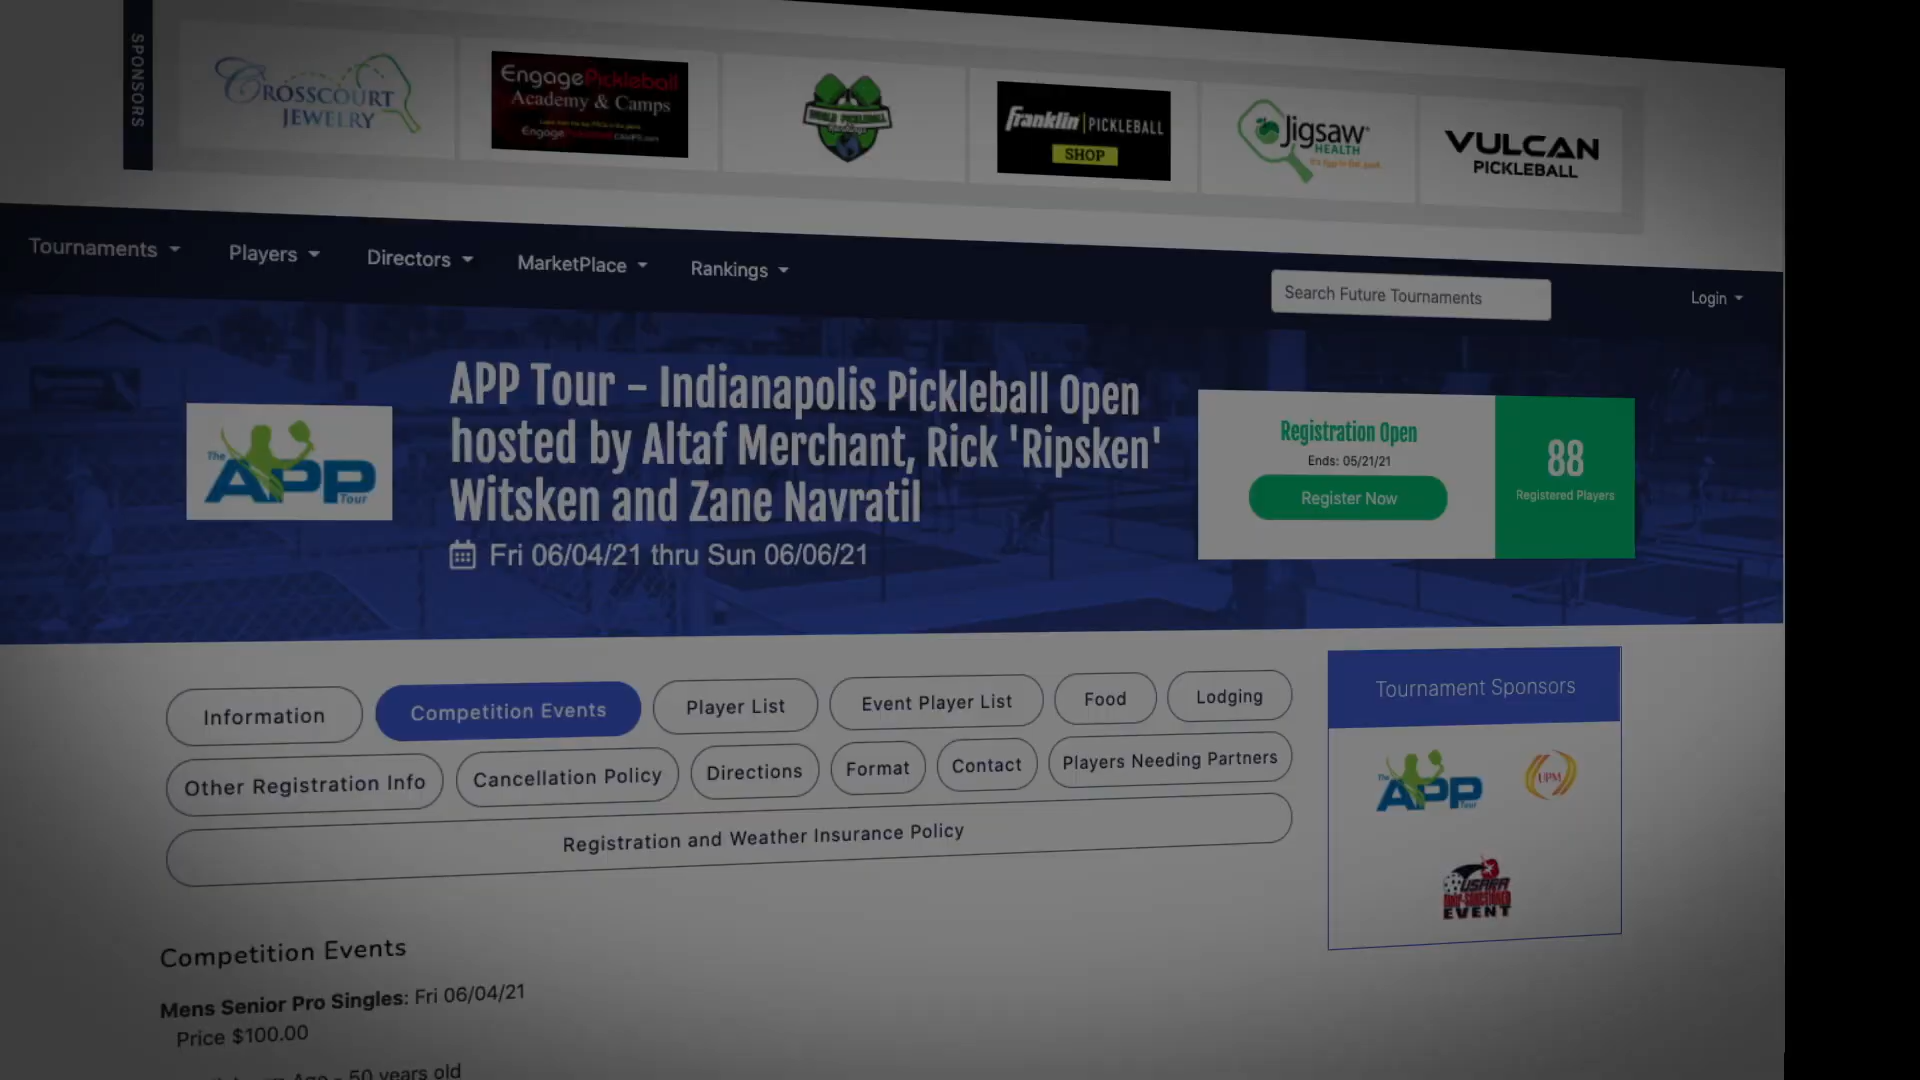 SPONSORS
CROSSCOURT
JEWELRY
EngagePickleball
Academy & Camps
franklin | PICKLEBALL
SHOP
Jigsaw
HEALTH
VULCAN
PICKLEBALL
Tournaments Players Directors MarketPlace Rankings
Search Future Tournaments
Login
APP Tour - Indianapolis Pickleball Open
hosted by Altaf Merchant, Rick 'Ripsken'
Witsken and Zane Navratil
Fri 06/04/21 thru Sun 06/06/21
The
APP
Tour
Registration Open
Ends: 05/21/21
Register Now
88
Registered Players
Information Competition Events Player List Event Player List Food Lodging
Other Registration Info Cancellation Policy Directions Format Contact Players Needing Partners
Registration and Weather Insurance Policy
Tournament Sponsors
The
APP
Tour
UPM
EVENT
Competition Events
Mens Senior Pro Singles: Fri 06/04/21
Price $100.00
Age - 50 years old